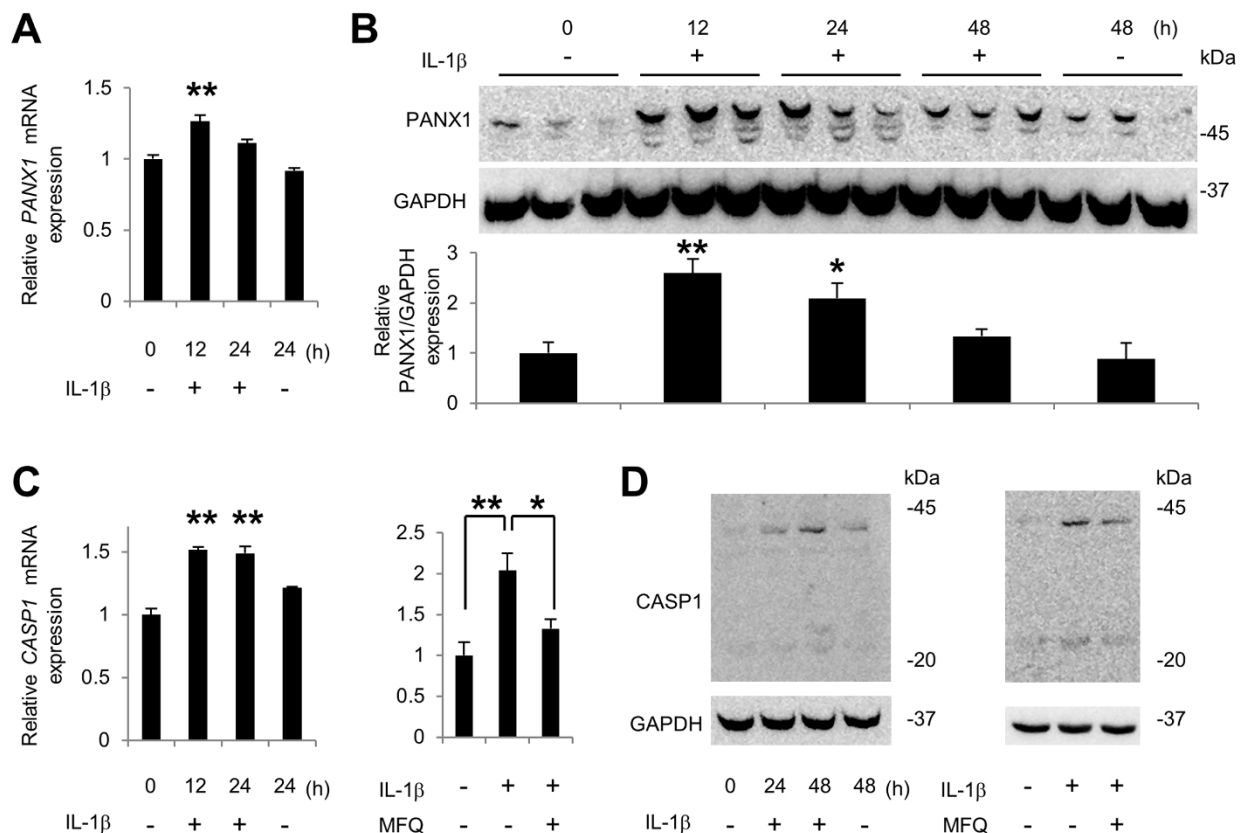 A
Relative PANX1 mRNA
expression
1.5
1
0.5
0
**
0 12 24 24 (h)
IL-1β - + + -
B
0 12 24 48 48 (h)
IL-1β - + + + - kDa
PANX1
-45
GAPDH
-37
Relative
PANX1/GAPDH
expression
3
2
1
0
**
*
C
Relative CASP1 mRNA
expression
1.5
1
0.5
0
** **
0 12 24 24 (h)
IL-1β - + + -
2.5
2
1.5
1
0.5
0
** *
IL-1β - + +
MFQ - - +
D
kDa
-45
CASP1
-20
GAPDH
-37
0 24 48 48 (h)
IL-1β - + + -
kDa
-45
-20
-37
IL-1β - + +
MFQ - - +